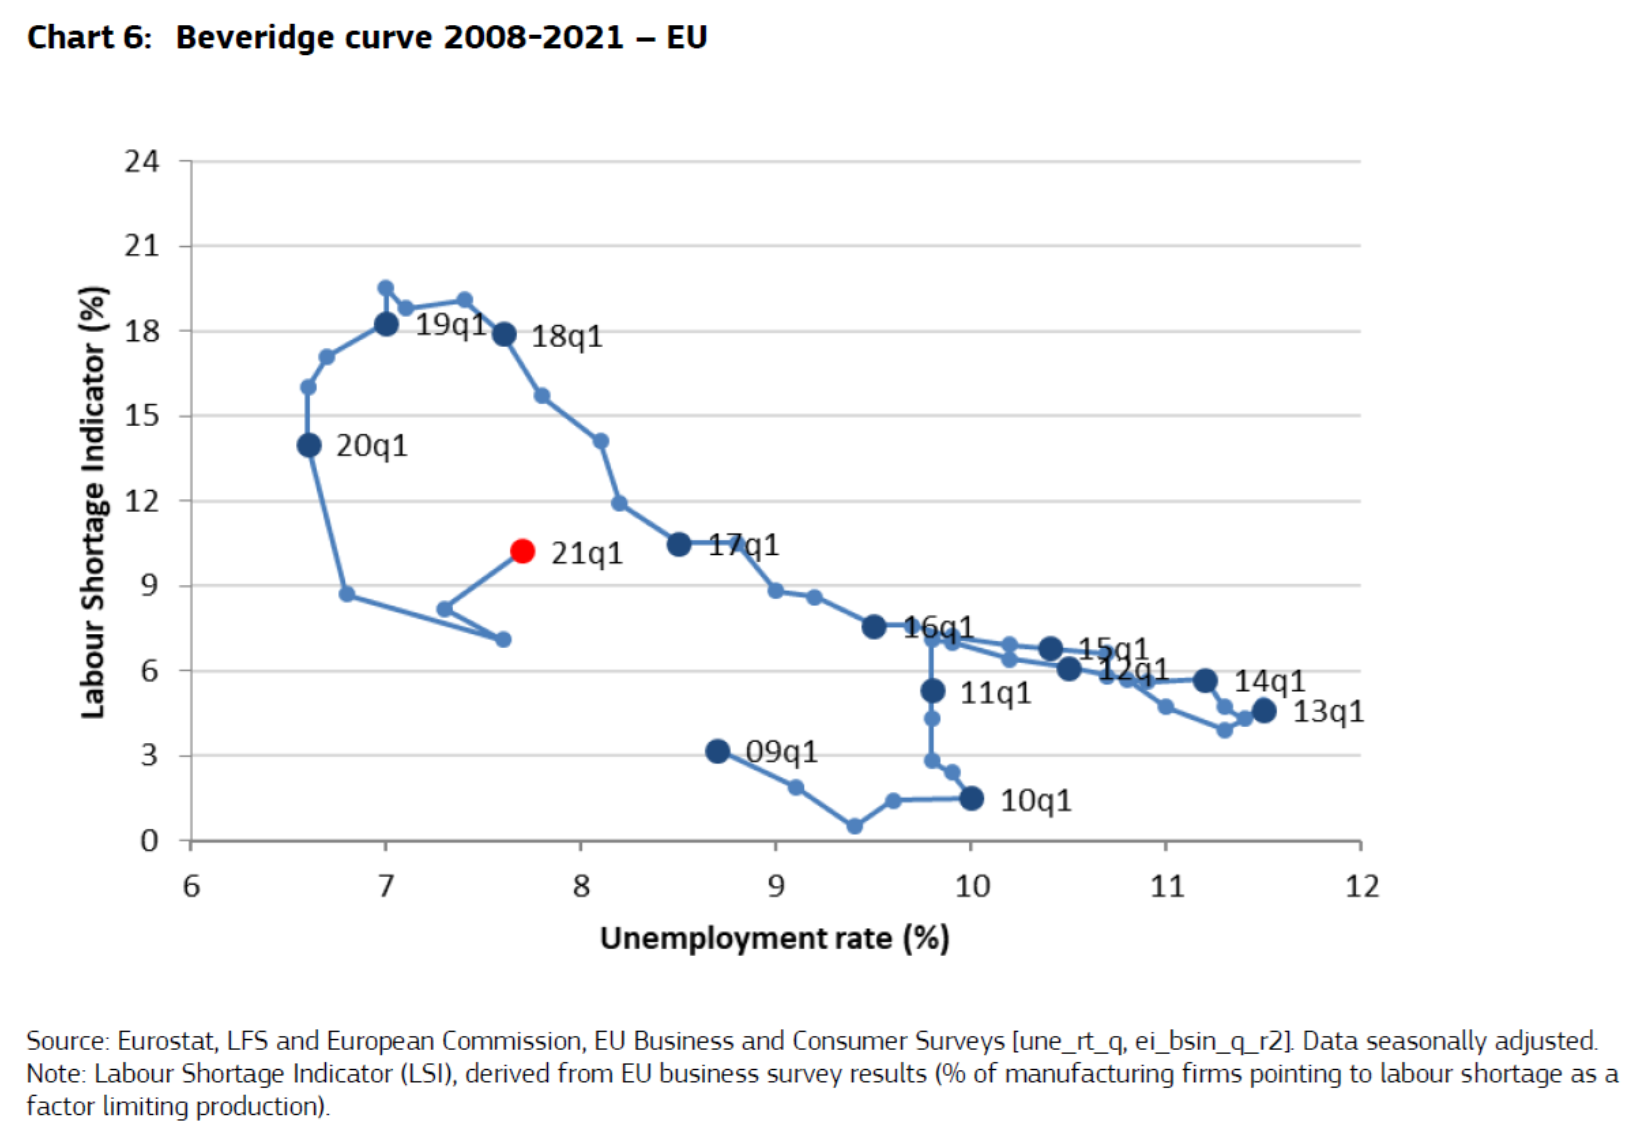 Chart 6: Beveridge curve 2008-2021 – EU
24
21
18
15
12
9
6
3
0
Labour Shortage Indicator (%)
19q1
18q1
20q1
17q1
21q1
16q1
15q1
12q1
14q1
11q1
13q1
09q1
10q1
6 7 8 9 10 11 12
Unemployment rate (%)
Source: Eurostat, LFS and European Commission, EU Business and Consumer Surveys [une_rt_q, ei_bsin_q_r2]. Data seasonally adjusted.
Note: Labour Shortage Indicator (LSI), derived from EU business survey results (% of manufacturing firms pointing to labour shortage as a
factor limiting production).